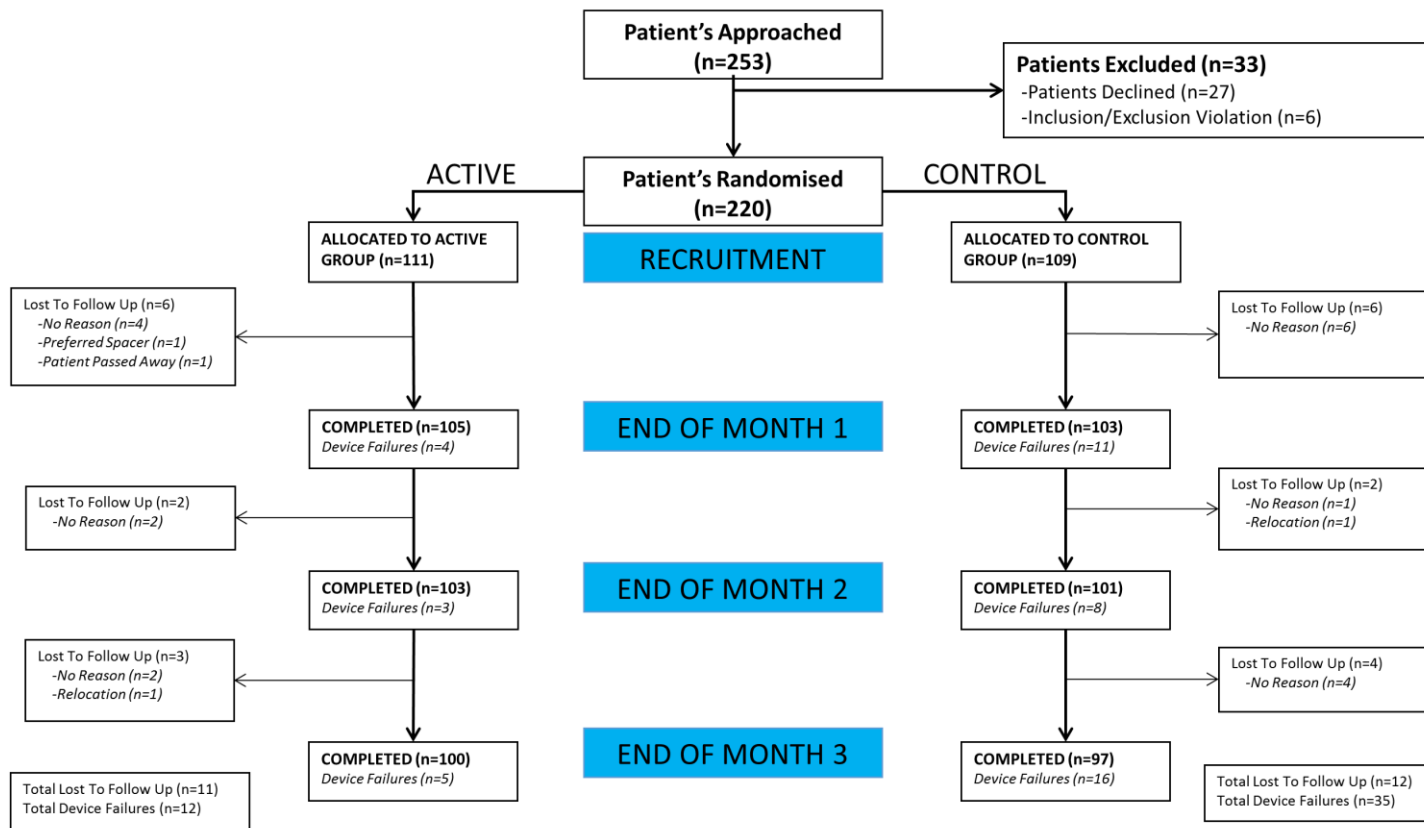 Patient's Approached
(n=253)
Patients Excluded (n=33)
-Patients Declined (n=27)
-Inclusion/Exclusion Violation (n=6)
ACTIVE
Patient's Randomised
(n=220)
CONTROL
ALLOCATED TO ACTIVE
GROUP (n=111)
RECRUITMENT
ALLOCATED TO CONTROL
GROUP (n=109)
Lost To Follow Up (n=6)
-No Reason (n=4)
-Preferred Spacer (n=1)
-Patient Passed Away (n=1)
Lost To Follow Up (n=6)
-No Reason (n=6)
COMPLETED (n=105)
Device Failures (n=4)
END OF MONTH 1
COMPLETED (n=103)
Device Failures (n=11)
Lost To Follow Up (n=2)
-No Reason (n=2)
Lost To Follow Up (n=2)
-No Reason (n=1)
-Relocation (n=1)
COMPLETED (n=103)
Device Failures (n=3)
END OF MONTH 2
COMPLETED (n=101)
Device Failures (n=8)
Lost To Follow Up (n=3)
-No Reason (n=2)
-Relocation (n=1)
Lost To Follow Up (n=4)
-No Reason (n=4)
COMPLETED (n=100)
Device Failures (n=5)
END OF MONTH 3
COMPLETED (n=97)
Device Failures (n=16)
Total Lost To Follow Up (n=11)
Total Device Failures (n=12)
Total Lost To Follow Up (n=12)
Total Device Failures (n=35)